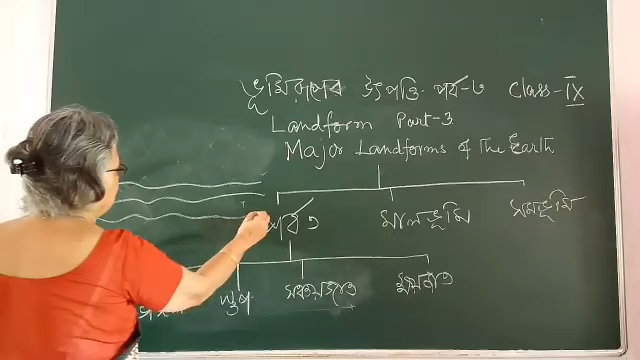 ভূমিরূপের উৎপত্তি পর্ব-৩ Class-IX
Landform Part-3
Major Landforms of The Earth
পর্বত মালভূমি সমভূমি
স্তূপ সঞ্চয়জাত ক্ষয়জাত